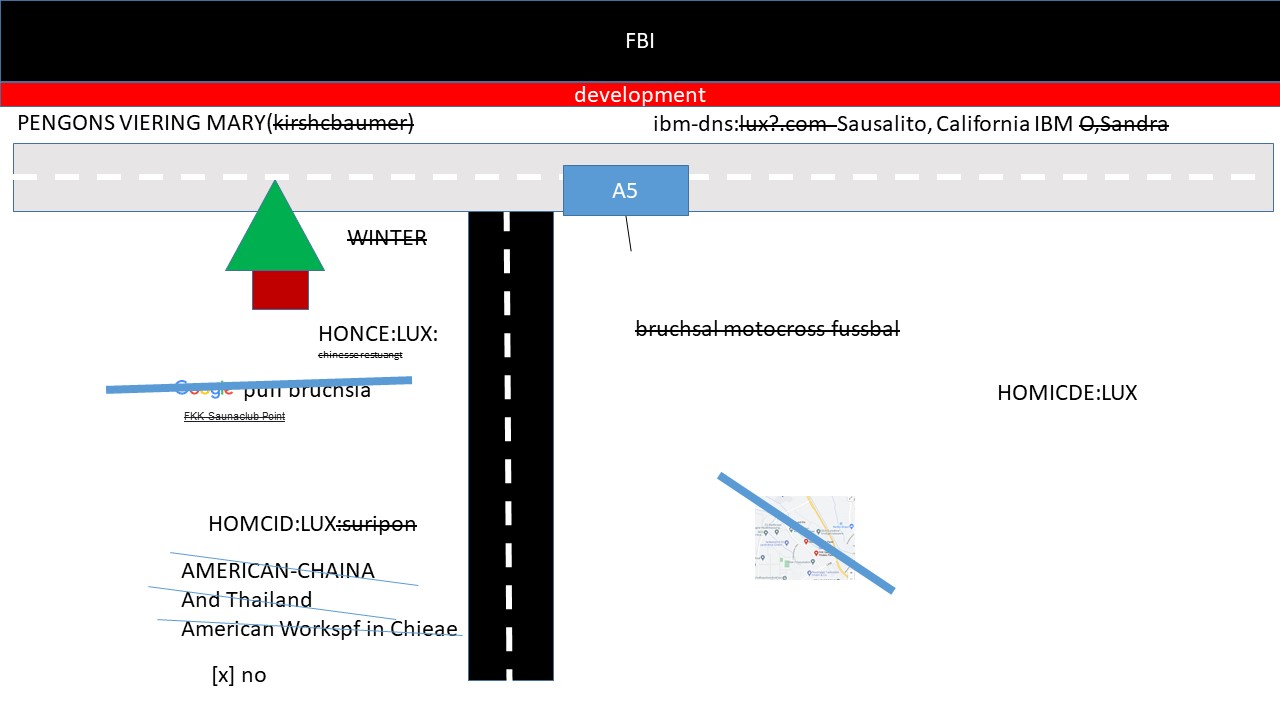 FBI
development
PENGONS VIERING MARY(kirshcbaumer)
ibm-dns:lux?.com Sausalito, California IBM O,Sandra
A5
WINTER
bruchsal motocross fussbal
HONCE:LUX:
chinesse restuangt
Google puff bruchsla
HOMICDE:LUX
FKK Saunaclub Point
HOMCID:LUX:suripon
AMERICAN-CHAINA
And Thailand
American Workspf in Chieae
[x] no